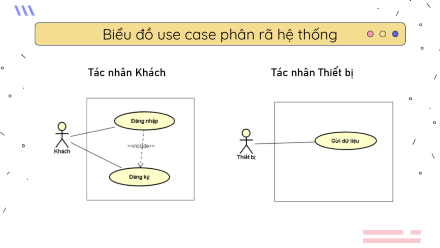 Biểu đồ use case phân rã hệ thống
Tác nhân Khách
Tác nhân Thiết bị
Đăng nhập
Khách
<<include>>
Đăng ký
Thiết bị
Gửi dữ liệu